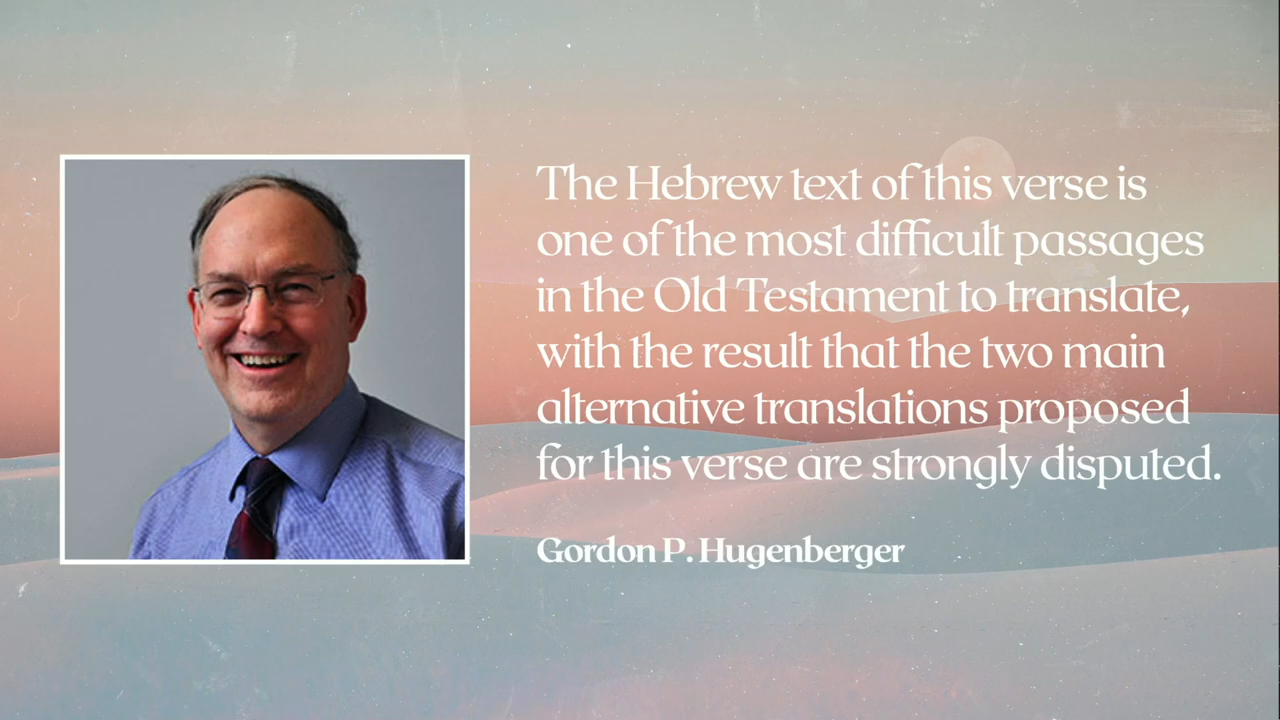 The Hebrew text of this verse is
one of the most difficult passages
in the Old Testament to translate,
with the result that the two main
alternative translations proposed
for this verse are strongly disputed.
Gordon P. Hugenberger